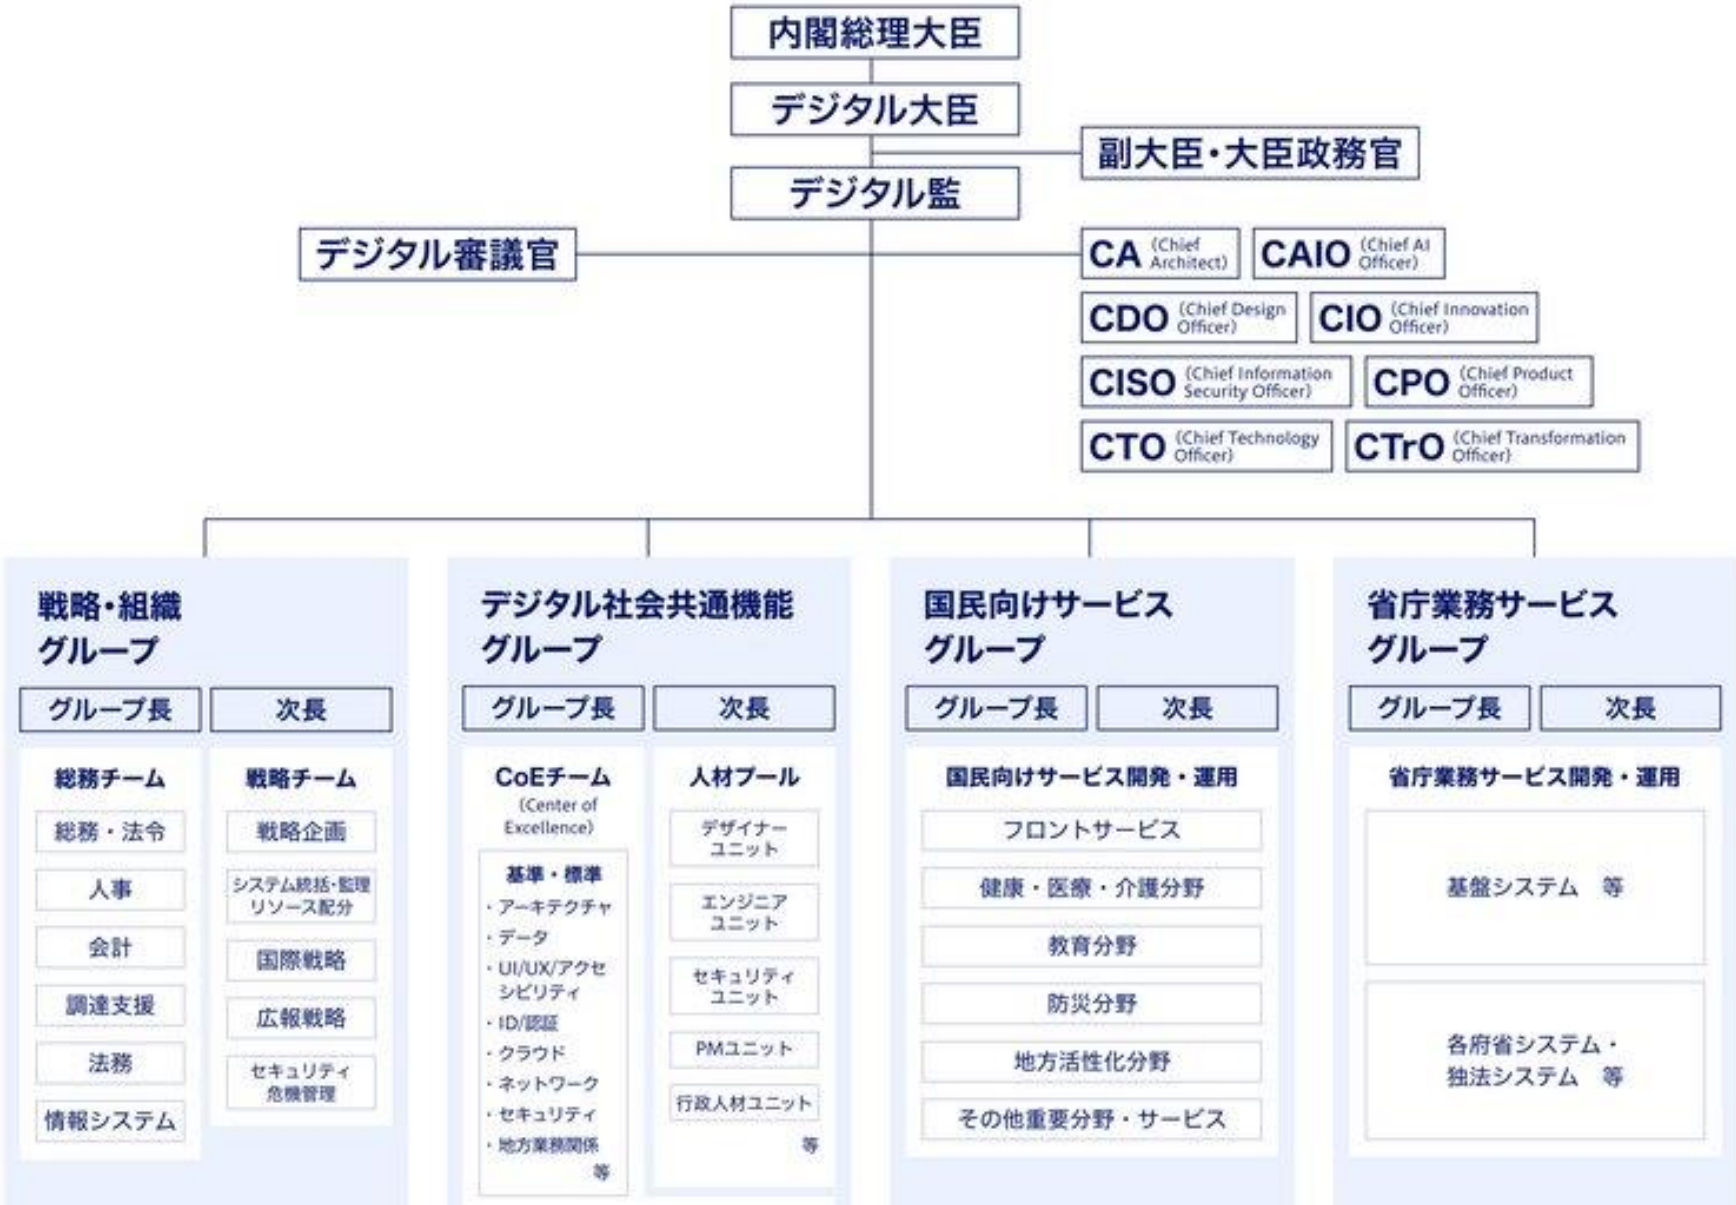 内閣総理大臣
デジタル大臣
副大臣・大臣政務官
デジタル監
デジタル審議官
CA (Chief
Architect)
CAIO (Chief AI
Officer)
CDO (Chief Design
Officer)
CIO (Chief Innovation
Officer)
CISO (Chief Information
Security Officer)
CPO (Chief Product
Officer)
CTO (Chief Technology
Officer)
CTrO (Chief Transformation
Officer)
戦略・組織
グループ
グループ長
次長
総務チーム
総務・法令
人事
会計
調達支援
法務
情報システム
戦略チーム
戦略企画
システム統括・監理
リソース配分
国際戦略
広報戦略
セキュリティ
危機管理
デジタル社会共通機能
グループ
グループ長
次長
CoEチーム
(Center of
Excellence)
基準・標準
・アーキテクチャ
・データ
・UI/UX/アクセ
シビリティ
・ID/認証
・クラウド
・ネットワーク
・セキュリティ
・地方業務関係
等
人材プール
デザイナー
ユニット
エンジニア
ユニット
セキュリティ
ユニット
PMユニット
行政人材ユニット
等
国民向けサービス
グループ
グループ長
次長
国民向けサービス開発・運用
フロントサービス
健康・医療・介護分野
教育分野
防災分野
地方活性化分野
その他重要分野・サービス
省庁業務サービス
グループ
グループ長
次長
省庁業務サービス開発・運用
基盤システム 等
各府省システム・
独法システム 等